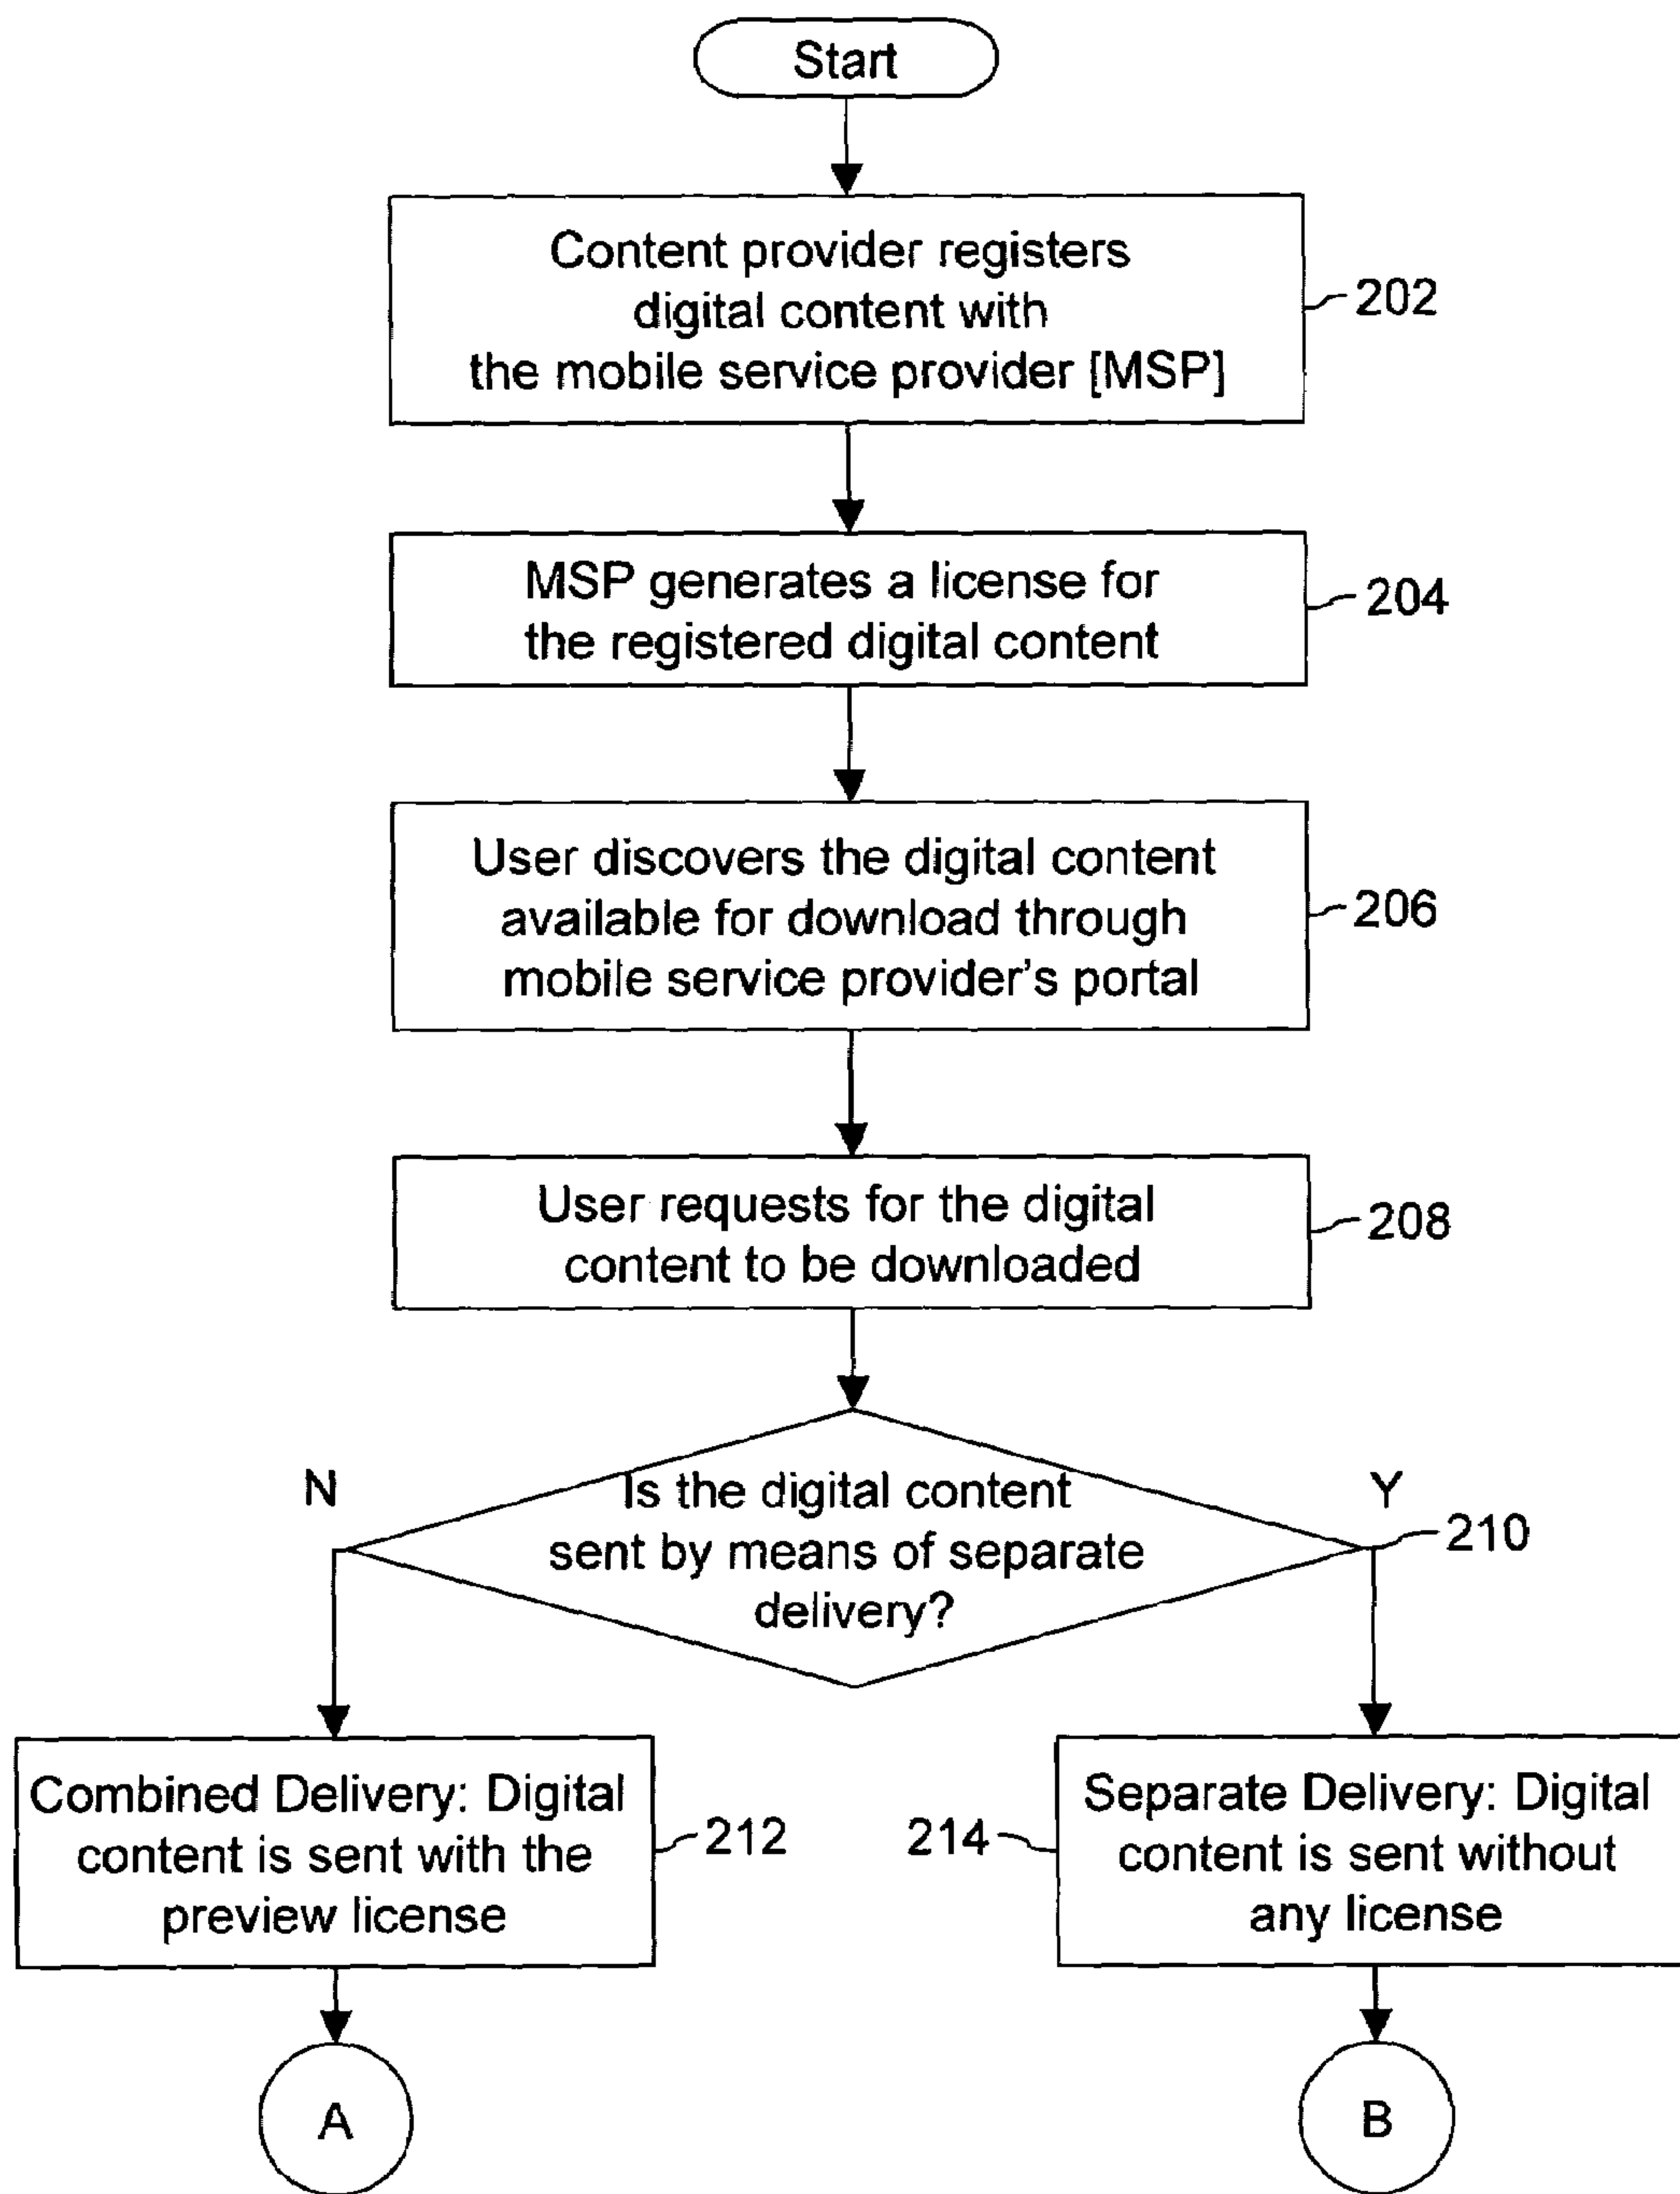 Start
Content provider registers
digital content with
the mobile service provider [MSP]
202
MSP generates a license for
the registered digital content
204
User discovers the digital content
available for download through
mobile service provider's portal
206
User requests for the digital
content to be downloaded
208
N
Is the digital content
sent by means of separate
delivery?
Y
210
Combined Delivery: Digital
content is sent with the
preview license
212
214
Separate Delivery: Digital
content is sent without
any license
A
B